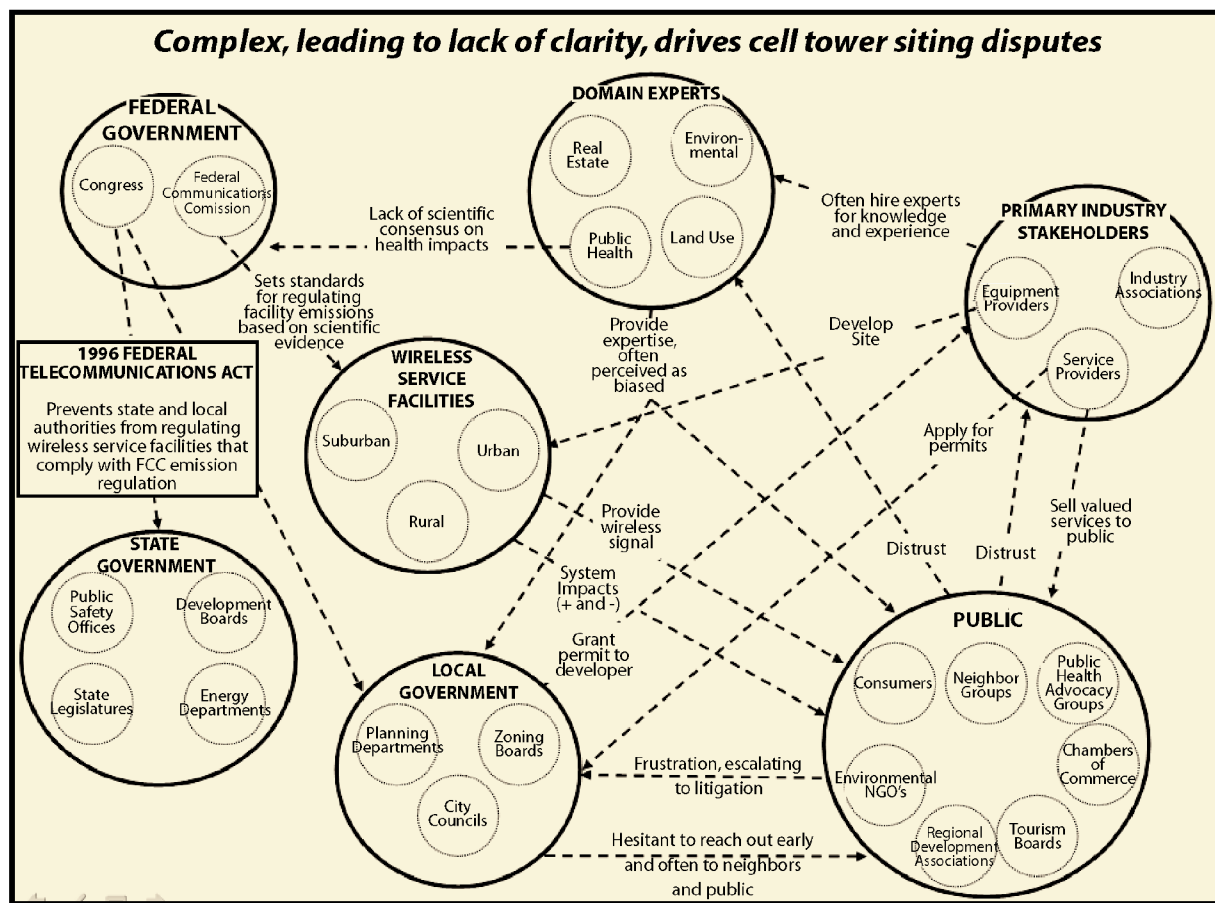 Complex, leading to lack of clarity, drives cell tower siting disputes
FEDERAL
GOVERNMENT
Congress
Federal
Communications
Comission
DOMAIN EXPERTS
Real
Estate
Environ-
mental
Public
Health
Land Use
PRIMARY INDUSTRY
STAKEHOLDERS
Equipment
Providers
Industry
Associations
Service
Providers
Often hire experts
for knowledge
and experience
Lack of scientific
consensus on
health impacts
Sets standards
for regulating
facility emissions
based on scientific
evidence
Provide
expertise,
often
perceived as
biased
Develop
Site
1996 FEDERAL
TELECOMMUNICATIONS ACT
Prevents state and local
authorities from regulating
wireless service facilities that
comply with FCC emission
regulation
WIRELESS
SERVICE
FACILITIES
Suburban
Urban
Rural
Apply for
permits
Provide
wireless
signal
Sell valued
services to
public
Distrust
Distrust
System
Impacts
(+ and -)
Grant
permit to
developer
STATE
GOVERNMENT
Public
Safety
Offices
Development
Boards
State
Legislatures
Energy
Departments
LOCAL
GOVERNMENT
Planning
Departments
Zoning
Boards
City
Councils
PUBLIC
Consumers
Neighbor
Groups
Public
Health
Advocacy
Groups
Chambers
of
Commerce
Environmental
NGO's
Regional
Development
Associations
Tourism
Boards
Frustration, escalating
to litigation
Hesitant to reach out early
and often to neighbors
and public